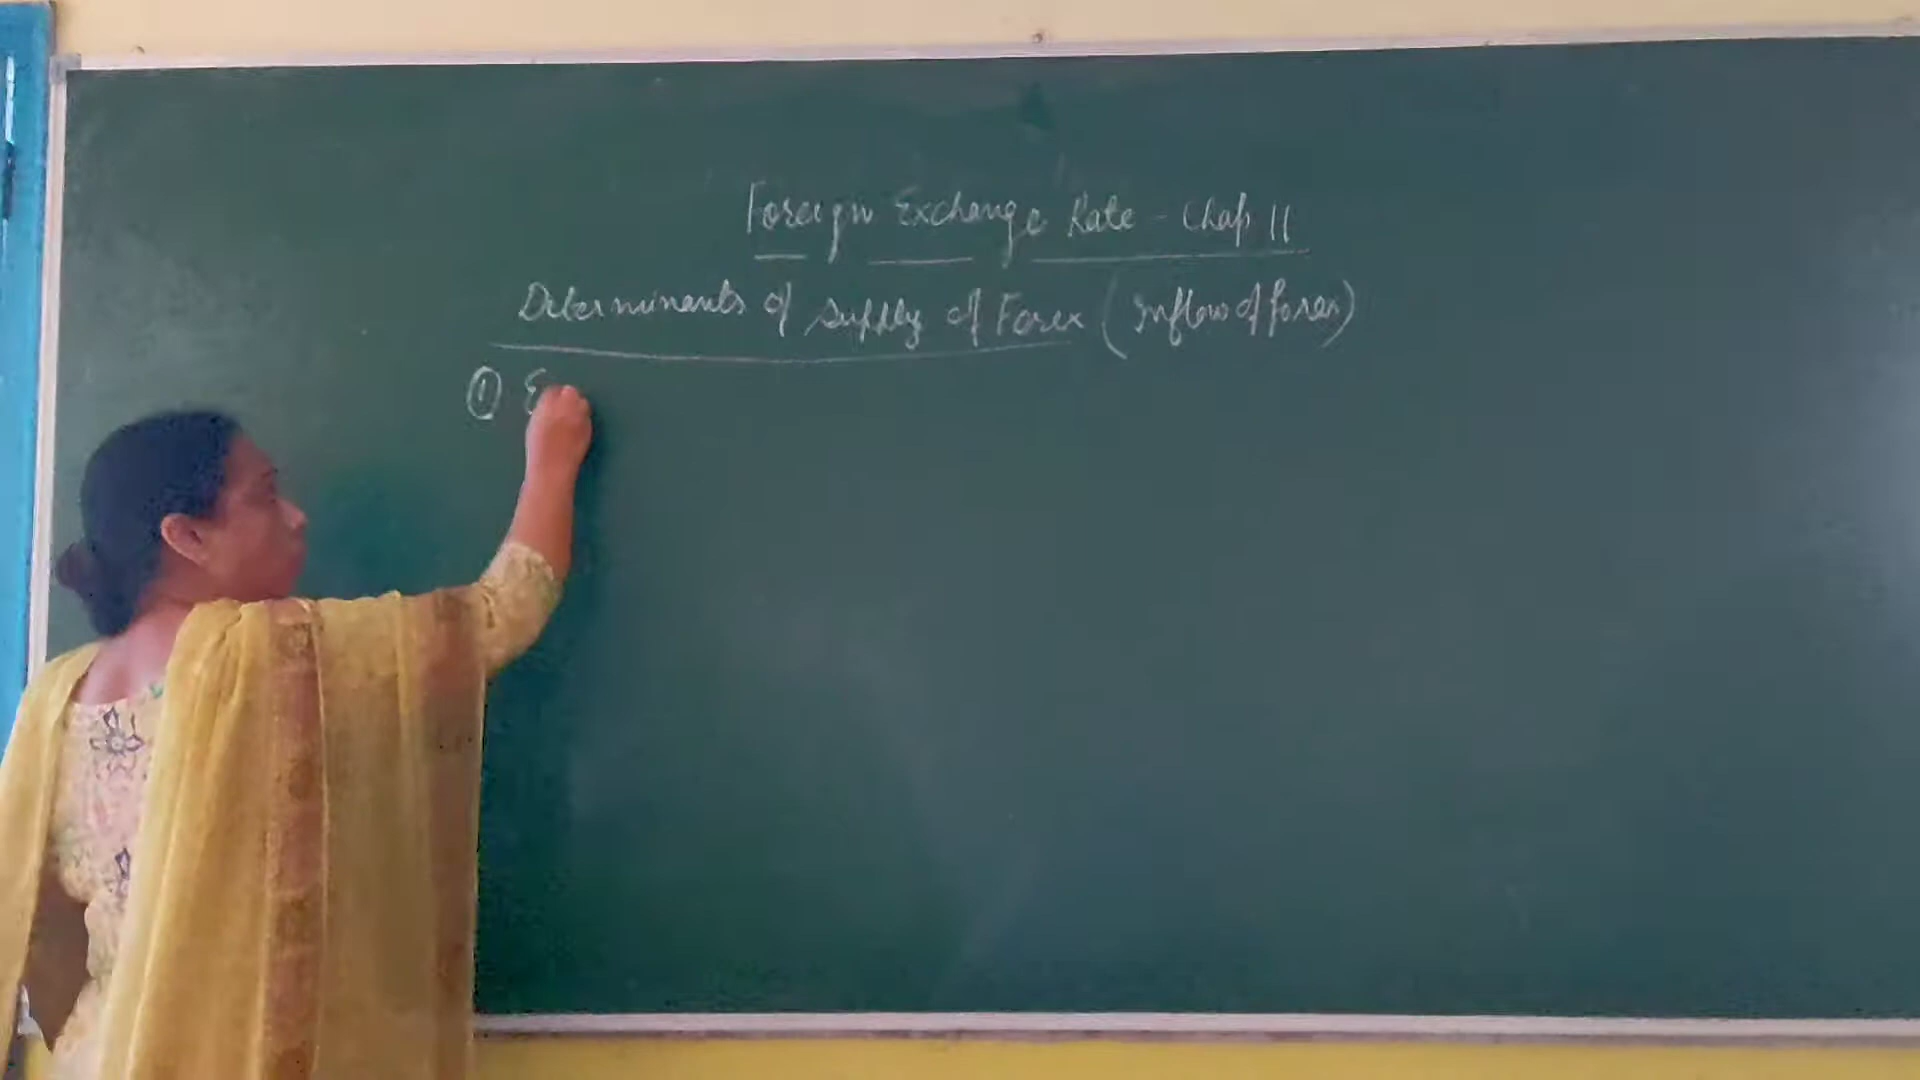 Foreign Exchange Rate - Chap 11
Determinants of Supply of Forex (Inflow of forex)
① E